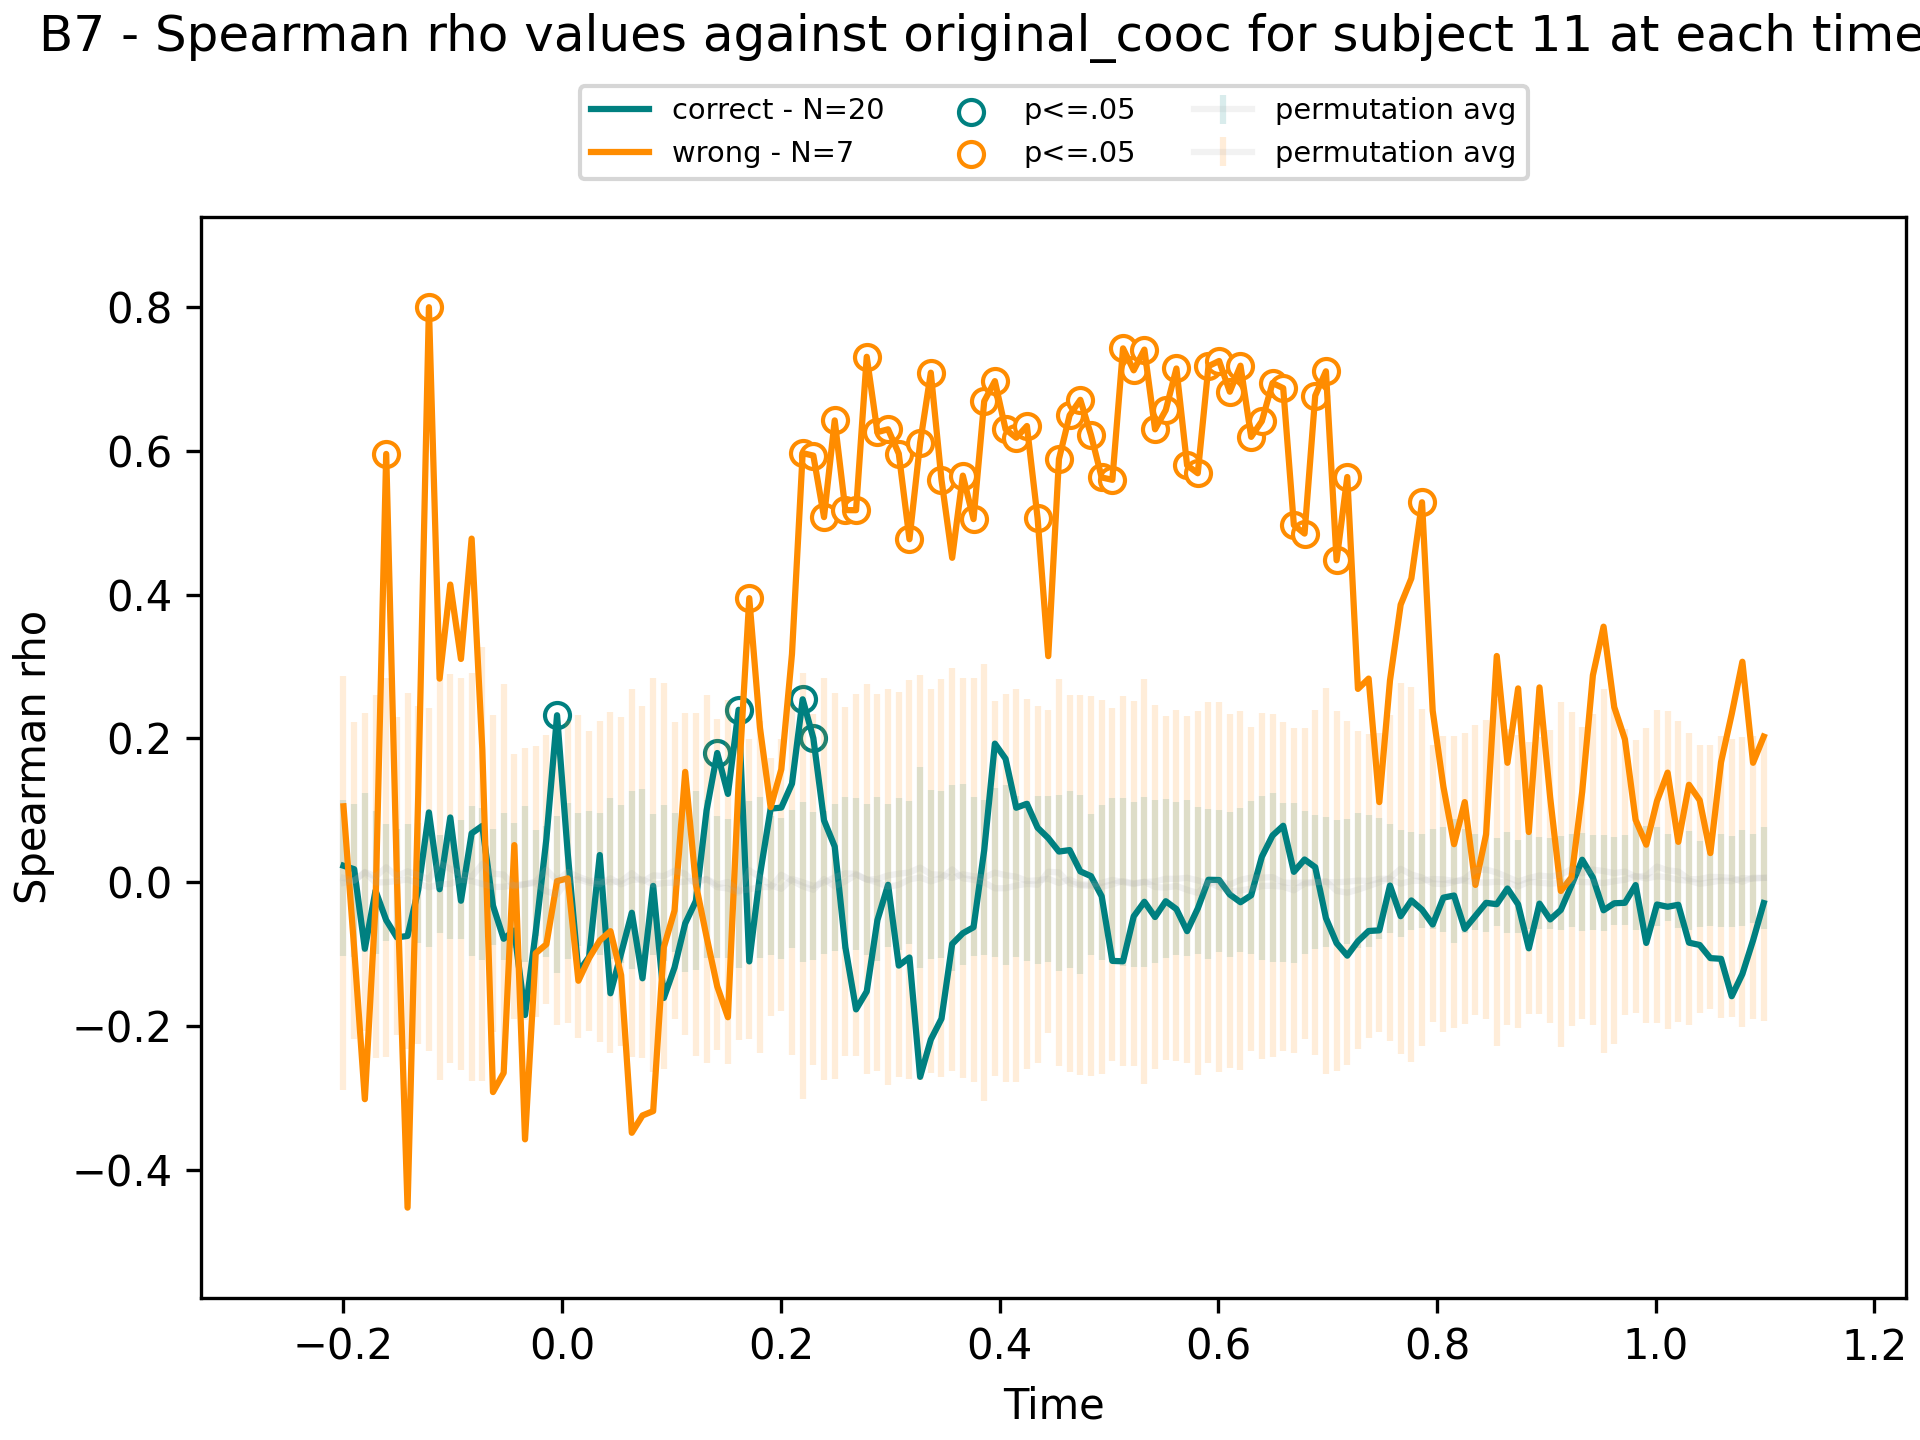 B7 - Spearman rho values against original_cooc for subject 11 at each time
correct - N=20
wrong - N=7
p<=.05
p<=.05
permutation avg
permutation avg
Spearman rho
0.8
0.6
0.4
0.2
0.0
−0.2
−0.4
−0.2
0.0
0.2
0.4
0.6
0.8
1.0
1.2
Time